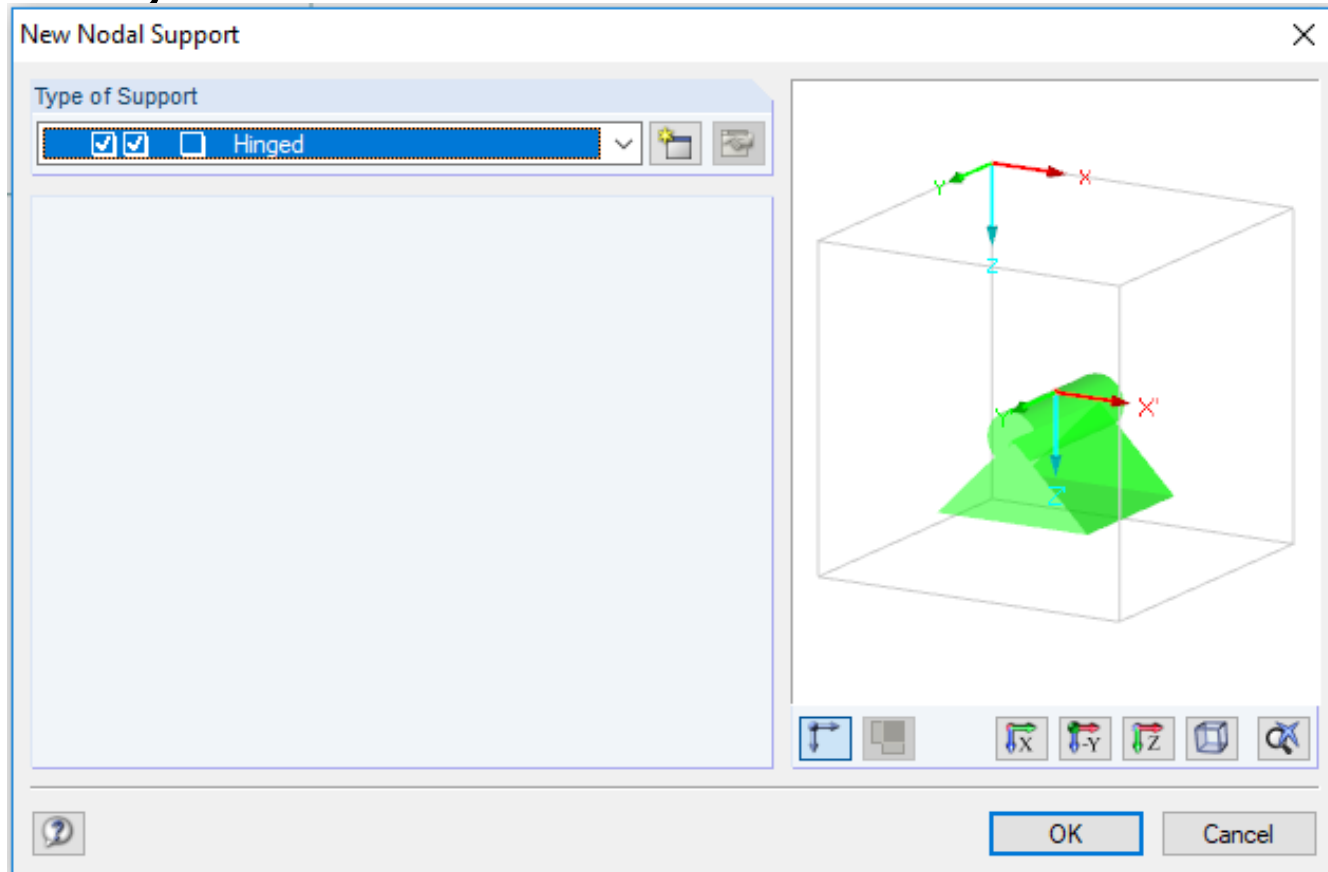 New Nodal Support
Type of Support
Hinged
Y
X
Z
Y'
X'
Z'
X
-Y
Z
OK
Cancel